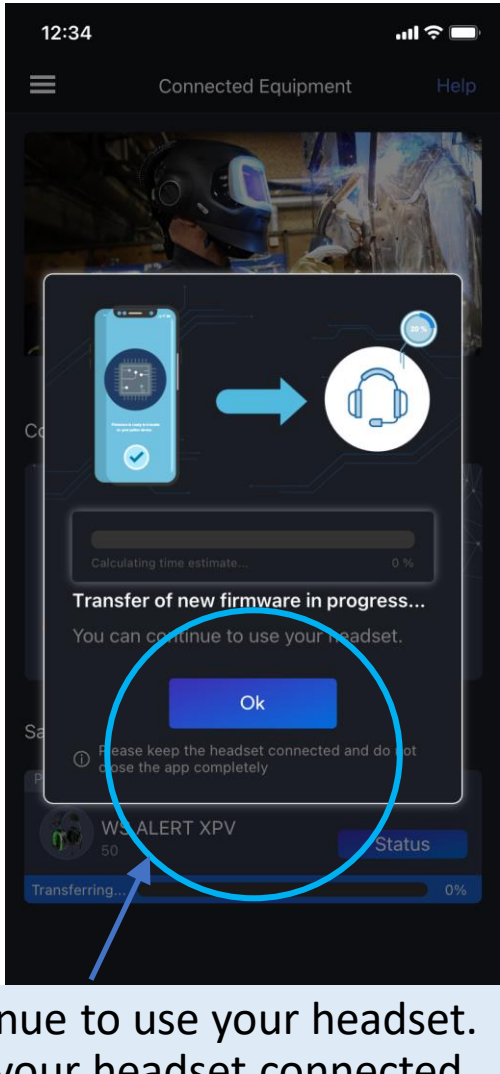 12:34
Connected Equipment
Help
20 %
Co
Calculating time estimate...
0 %
Transfer of new firmware in progress...
You can continue to use your headset.
Ok
Sa
Please keep the headset connected and do not
close the app completely
P
WS ALERT XPV
50
Status
Transferring...
0%
nue to use your headset.
your headset connected